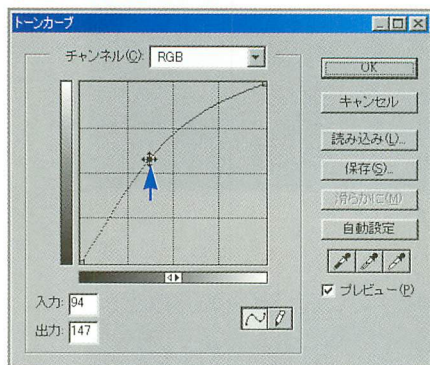 トーンカーブ
チャンネル(C): RGB
OK
キャンセル
読み込み(L)...
保存(S)...
滑らかに(M)
自動設定
プレビュー(P)
入力: 94
出力: 147